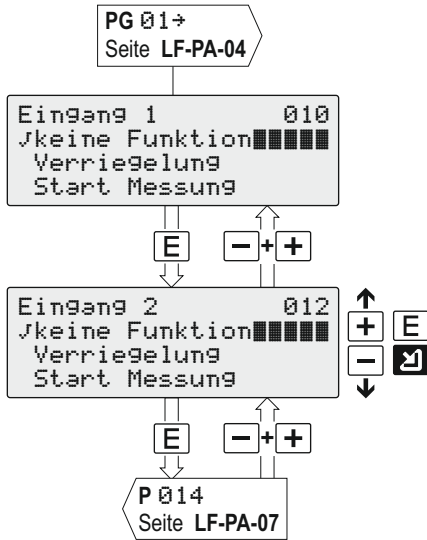 PG 01→
Seite LF-PA-04
Eingang 1 010
✓keine Funktion
Verriegelung
Start Messung
E - + +
Eingang 2 012
✓keine Funktion
Verriegelung
Start Messung
+ E
-
E - + +
P 014
Seite LF-PA-07